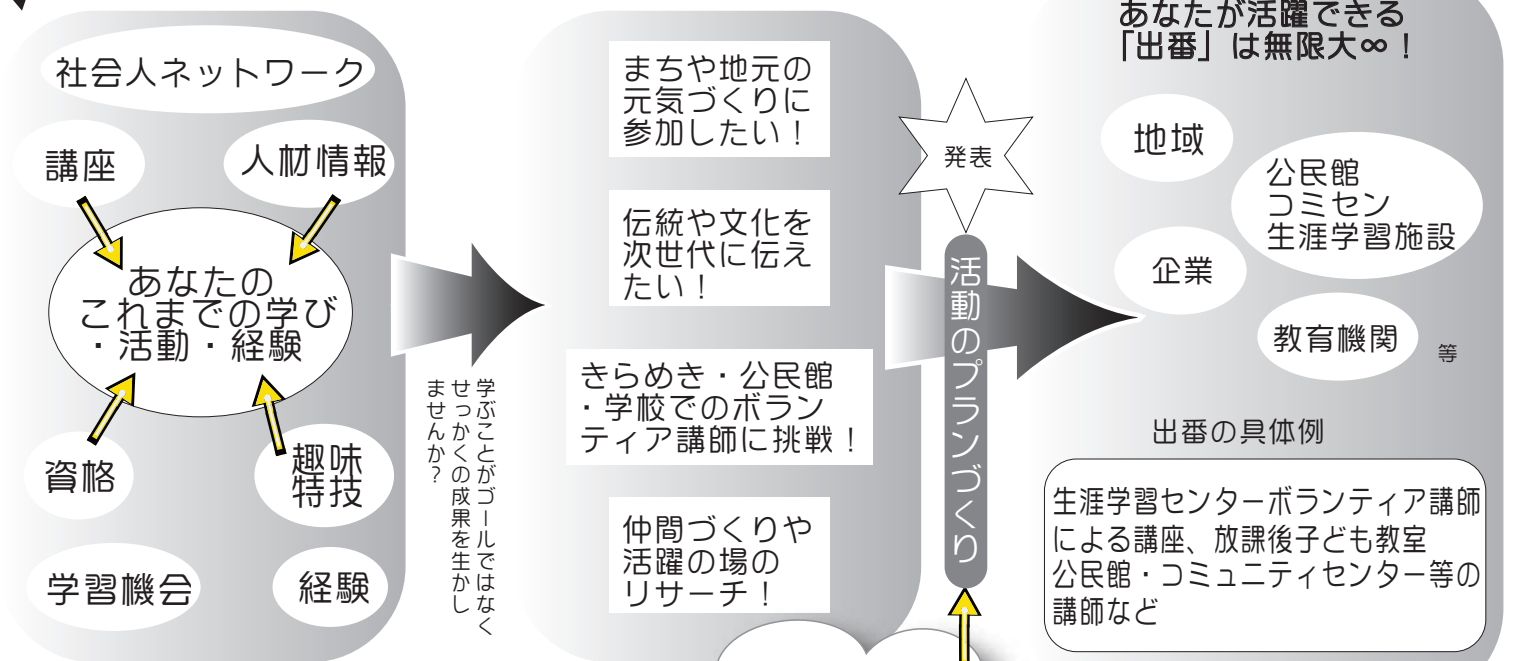 社会人ネットワーク
講座
人材情報
あなたの
これまでの学び
・活動・経験
資格
趣味
特技
学習機会
経験
学ぶことがゴールではなく
せっかくの成果を生かし
ませんか？
まちや地元の
元気づくりに
参加したい！
伝統や文化を
次世代に伝え
たい！
きらめき・公民館
・学校でのボラン
ティア講師に挑戦！
仲間づくりや
活躍の場の
リサーチ！
発表
活動のプランづくり
あなたが活躍できる
「出番」は無限大∞！
地域
公民館
コミセン
生涯学習施設
企業
教育機関
等
出番の具体例
生涯学習センターボランティア講師
による講座、放課後子ども教室
公民館・コミュニティセンター等の
講師など